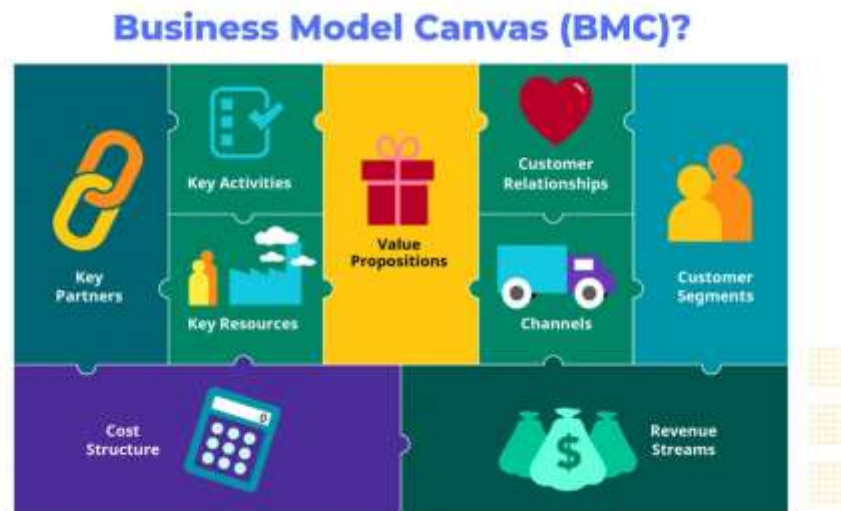 Business Model Canvas (BMC)?
Key Partners
Key Activities
Key Resources
Value
Propositions
Customer
Relationships
Channels
Customer
Segments
Cost
Structure
0
Revenue
Streams
$